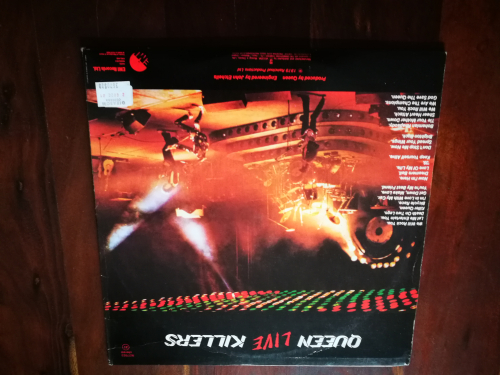 QUEEN LIVE KILLERS
We Will Rock You.
Let Me Entertain You.
Death On Two Legs.
Killer Queen.
Bicycle Race.
I'm In Love With My Car.
Get Down, Make Love.
You're My Best Friend.
Now I'm Here.
Dreamers Ball.
Love Of My Life.
'39.
Keep Yourself Alive.
Don't Stop Me Now.
Spread Your Wings.
Brighton Rock.
Bohemian Rhapsody.
Tie Your Mother Down.
Sheer Heart Attack.
We Will Rock You.
We Are The Champions.
God Save The Queen.
Produced by Queen Engineered by John Etchells
EMI Records Ltd.